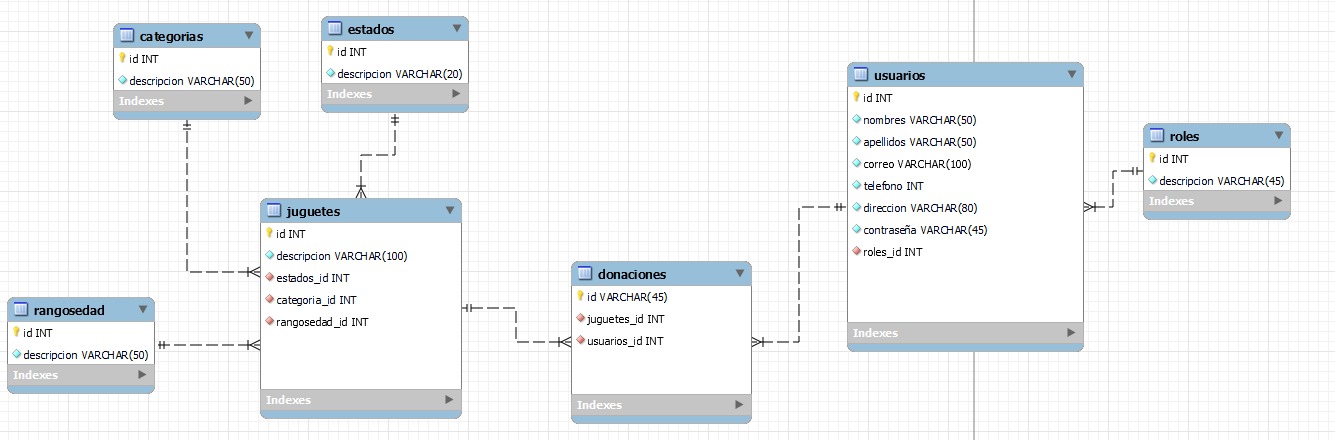 categorias
id INT
descripcion VARCHAR(50)
Indexes
estados
id INT
descripcion VARCHAR(20)
Indexes
usuarios
id INT
nombres VARCHAR(50)
apellidos VARCHAR(50)
correo VARCHAR(100)
telefono INT
direccion VARCHAR(80)
contraseña VARCHAR(45)
roles_id INT
Indexes
roles
id INT
descripcion VARCHAR(45)
Indexes
juguetes
id INT
descripcion VARCHAR(100)
estados_id INT
categoria_id INT
rangosedad_id INT
Indexes
donaciones
id VARCHAR(45)
juguetes_id INT
usuarios_id INT
Indexes
rangosedad
id INT
descripcion VARCHAR(50)
Indexes